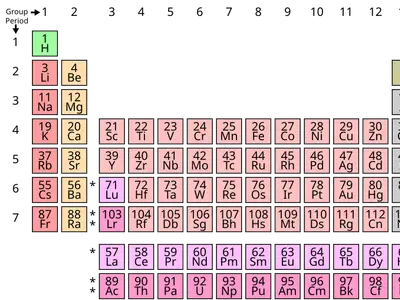 Group → 1 2 3 4 5 6 7 8 9 10 11 12
Period
1 1 H
2 3 Li 4 Be
3 11 Na 12 Mg
4 19 K 20 Ca 21 Sc 22 Ti 23 V 24 Cr 25 Mn 26 Fe 27 Co 28 Ni 29 Cu 30 Zn
5 37 Rb 38 Sr 39 Y 40 Zr 41 Nb 42 Mo 43 Tc 44 Ru 45 Rh 46 Pd 47 Ag 48 Cd
6 55 Cs 56 Ba * 71 Lu 72 Hf 73 Ta 74 W 75 Re 76 Os 77 Ir 78 Pt 79 Au 80 Hg
7 87 Fr 88 Ra * * 103 Lr 104 Rf 105 Db 106 Sg 107 Bh 108 Hs 109 Mt 110 Ds 111 Rg 112 Cn
* 57 La 58 Ce 59 Pr 60 Nd 61 Pm 62 Sm 63 Eu 64 Gd 65 Tb 66 Dy
* * 89 Ac 90 Th 91 Pa 92 U 93 Np 94 Pu 95 Am 96 Cm 97 Bk 98 Cf